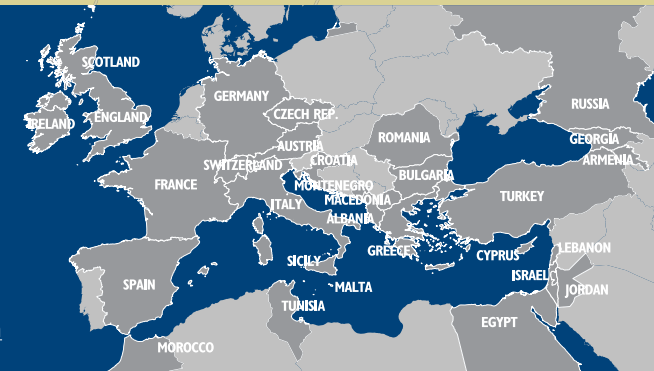 SCOTLAND
IRELAND
ENGLAND
GERMANY
CZECH REP.
RUSSIA
AUSTRIA
ROMANIA
GEORGIA
SWITZERLAND
CROATIA
ARMENIA
FRANCE
MONTENEGRO
BULGARIA
MACEDONIA
TURKEY
ITALY
ALBANIA
GREECE
CYPRUS
LEBANON
SICILY
ISRAEL
SPAIN
MALTA
JORDAN
TUNISIA
EGYPT
MOROCCO